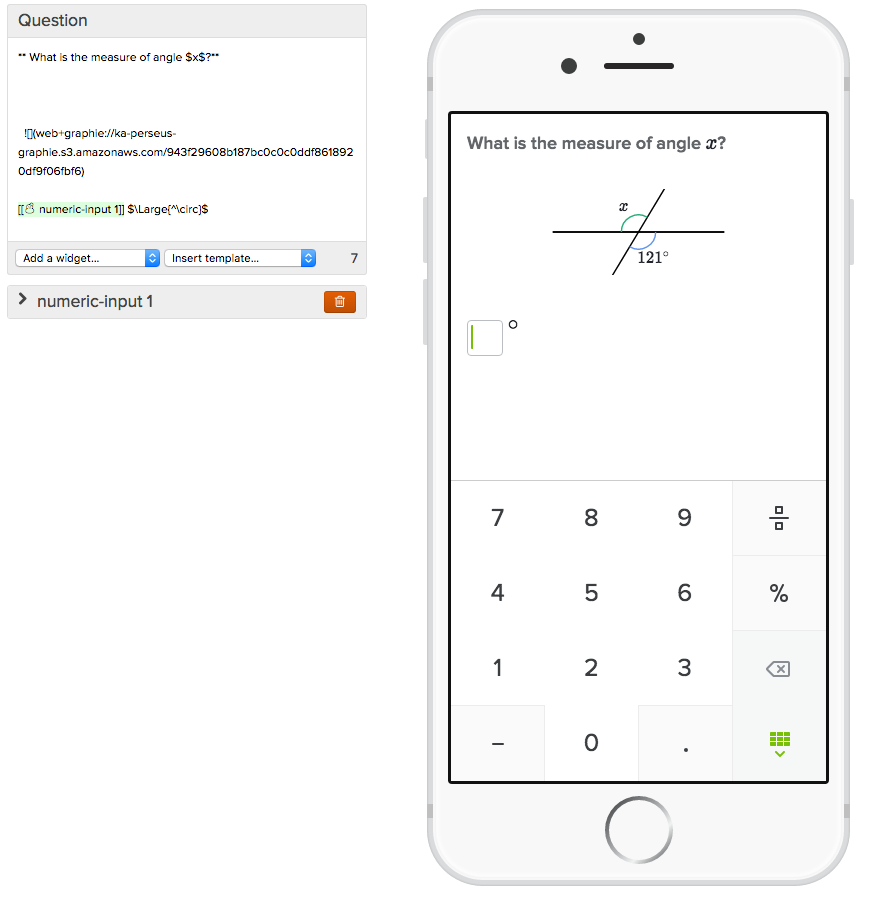 Question
** What is the measure of angle $x$?**
![](web+graphie://ka-perseus-
graphie.s3.amazonaws.com/943f29608b187bc0c0c0ddf861892
0df9f06fbf6)
[[☃ numeric-input 1]] $\Large{^\circ}$
Add a widget...
Insert template...
7
numeric-input 1
What is the measure of angle x?
x
121°
°
7 8 9
4 5 6 %
1 2 3
− 0 .